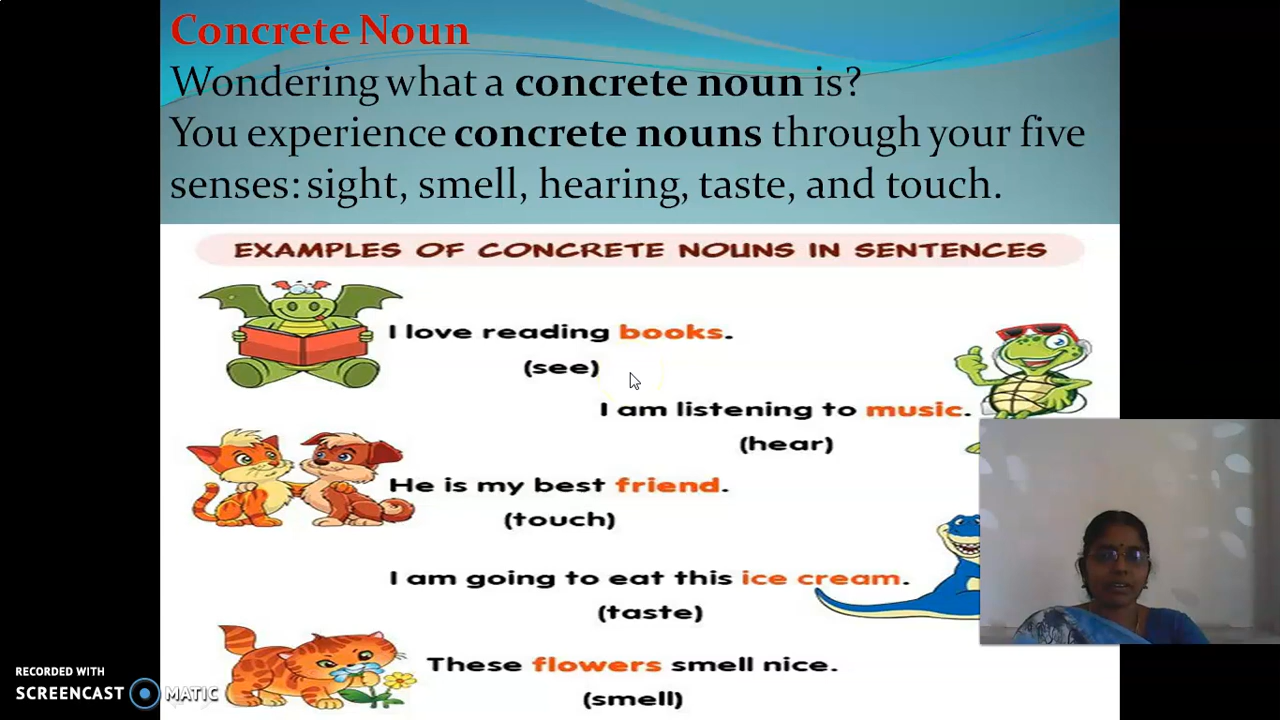 Concrete Noun
Wondering what a concrete noun is?
You experience concrete nouns through your five
senses: sight, smell, hearing, taste, and touch.
EXAMPLES OF CONCRETE NOUNS IN SENTENCES
I love reading books.
(see)
I am listening to music.
(hear)
He is my best friend.
(touch)
I am going to eat this ice cream.
(taste)
These flowers smell nice.
(smell)
RECORDED WITH
SCREENCAST MATIC